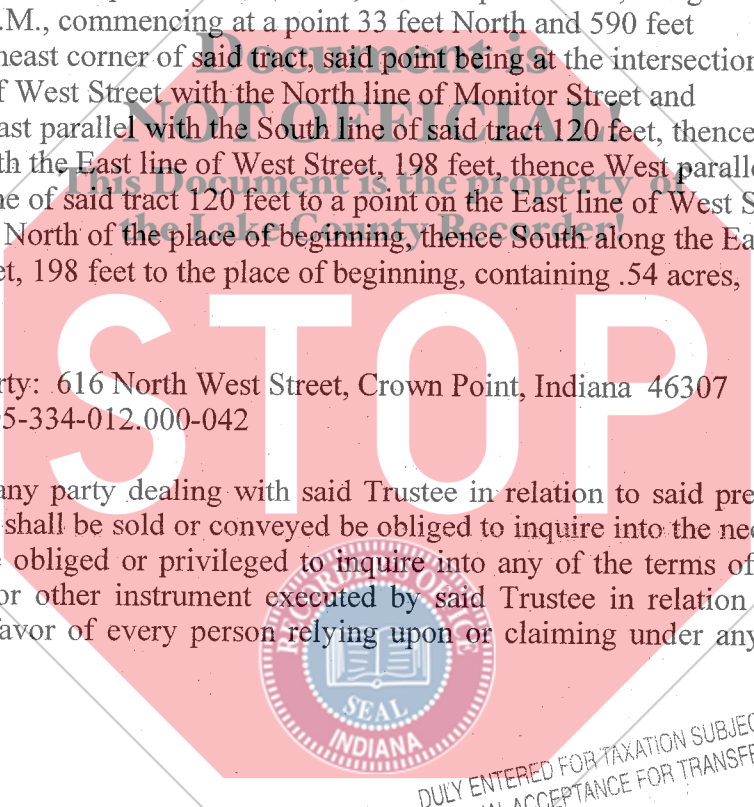 .M., commencing at a point 33 feet North and 590 feet
heast corner of said tract, said point being at the intersection
f West Street with the North line of Monitor Street and
ast parallel with the South line of said tract 120 feet, thence
th the East line of West Street, 198 feet, thence West paralle
ne of said tract 120 feet to a point on the East line of West S
North of the place of beginning, thence South along the Ea
et, 198 feet to the place of beginning, containing .54 acres,
Document is
NOT OFFICIAL!
This Document is the property of
the Lake County Recorder!
STOP
rty: 616 North West Street, Crown Point, Indiana 46307
5-334-012.000-042
any party dealing with said Trustee in relation to said pre
shall be sold or conveyed be obliged to inquire into the nec
e obliged or privileged to inquire into any of the terms of
or other instrument executed by said Trustee in relation
favor of every person relying upon or claiming under any
RECORDERS OFFICE
SEAL
INDIANA
DULY ENTERED FOR TAXATION SUBJEC
ACCEPTANCE FOR TRANSFE